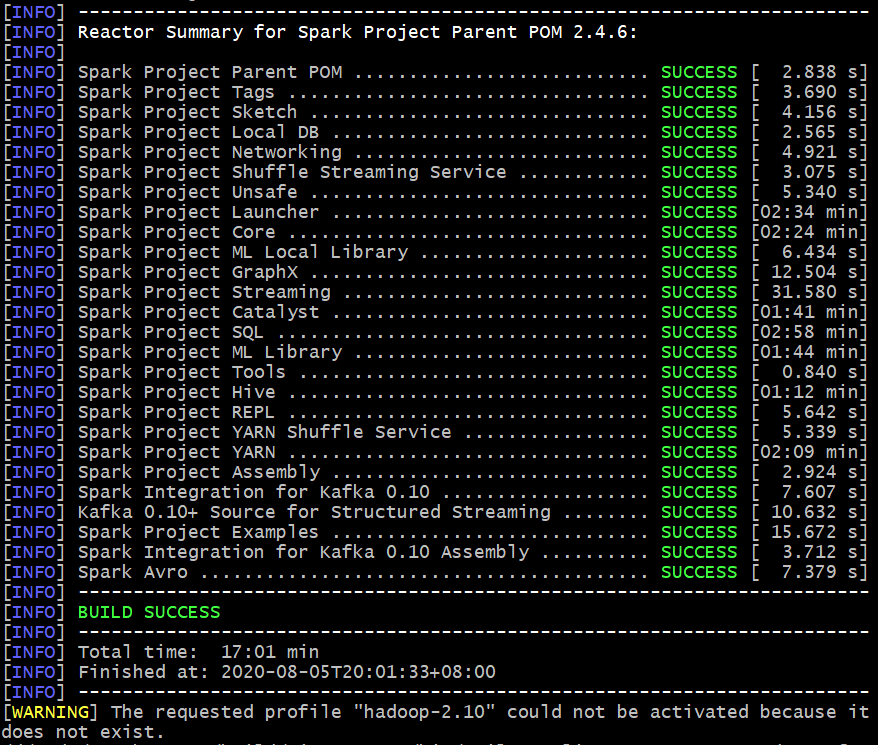 [INFO] ------------------------------------------------------------------------
[INFO] Reactor Summary for Spark Project Parent POM 2.4.6:
[INFO]
[INFO] Spark Project Parent POM ........................... SUCCESS [  2.838 s]
[INFO] Spark Project Tags ................................. SUCCESS [  3.690 s]
[INFO] Spark Project Sketch ............................... SUCCESS [  4.156 s]
[INFO] Spark Project Local DB ............................. SUCCESS [  2.565 s]
[INFO] Spark Project Networking ........................... SUCCESS [  4.921 s]
[INFO] Spark Project Shuffle Streaming Service ............ SUCCESS [  3.075 s]
[INFO] Spark Project Unsafe ............................... SUCCESS [  5.340 s]
[INFO] Spark Project Launcher ............................. SUCCESS [02:34 min]
[INFO] Spark Project Core ................................. SUCCESS [02:24 min]
[INFO] Spark Project ML Local Library ..................... SUCCESS [  6.434 s]
[INFO] Spark Project GraphX ............................... SUCCESS [ 12.504 s]
[INFO] Spark Project Streaming ............................ SUCCESS [ 31.580 s]
[INFO] Spark Project Catalyst ............................. SUCCESS [01:41 min]
[INFO] Spark Project SQL .................................. SUCCESS [02:58 min]
[INFO] Spark Project ML Library ........................... SUCCESS [01:44 min]
[INFO] Spark Project Tools ................................ SUCCESS [  0.840 s]
[INFO] Spark Project Hive ................................. SUCCESS [01:12 min]
[INFO] Spark Project REPL ................................. SUCCESS [  5.642 s]
[INFO] Spark Project YARN Shuffle Service ................. SUCCESS [  5.339 s]
[INFO] Spark Project YARN ................................. SUCCESS [02:09 min]
[INFO] Spark Project Assembly ............................. SUCCESS [  2.924 s]
[INFO] Spark Integration for Kafka 0.10 ................... SUCCESS [  7.607 s]
[INFO] Kafka 0.10+ Source for Structured Streaming ........ SUCCESS [ 10.632 s]
[INFO] Spark Project Examples ............................. SUCCESS [ 15.672 s]
[INFO] Spark Integration for Kafka 0.10 Assembly .......... SUCCESS [  3.712 s]
[INFO] Spark Avro ......................................... SUCCESS [  7.379 s]
[INFO] ------------------------------------------------------------------------
[INFO] BUILD SUCCESS
[INFO] ------------------------------------------------------------------------
[INFO] Total time:  17:01 min
[INFO] Finished at: 2020-08-05T20:01:33+08:00
[INFO] ------------------------------------------------------------------------
[WARNING] The requested profile "hadoop-2.10" could not be activated because it
does not exist.